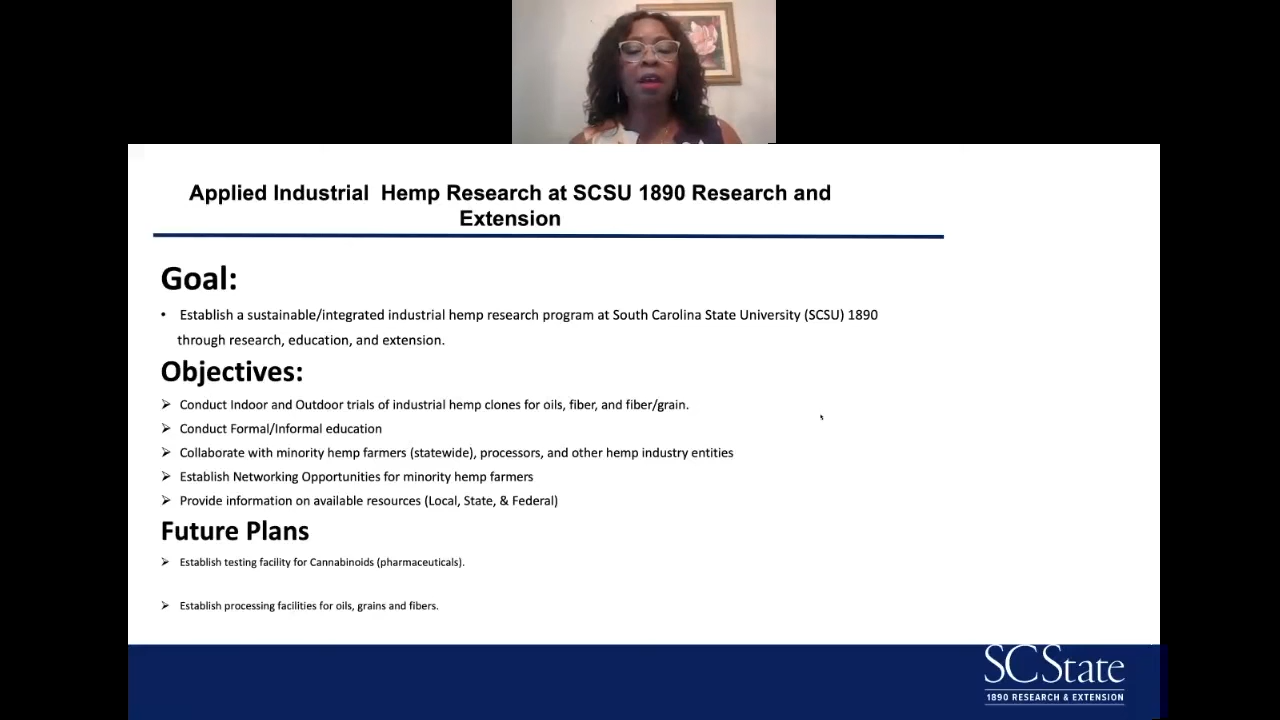 Applied Industrial Hemp Research at SCSU 1890 Research and
Extension
Goal:
• Establish a sustainable/integrated industrial hemp research program at South Carolina State University (SCSU) 1890
through research, education, and extension.
Objectives:
➢ Conduct Indoor and Outdoor trials of industrial hemp clones for oils, fiber, and fiber/grain.
➢ Conduct Formal/Informal education
➢ Collaborate with minority hemp farmers (statewide), processors, and other hemp industry entities
➢ Establish Networking Opportunities for minority hemp farmers
➢ Provide information on available resources (Local, State, & Federal)
Future Plans
➢ Establish testing facility for Cannabinoids (pharmaceuticals).
➢ Establish processing facilities for oils, grains and fibers.
SC State
1890 RESEARCH & EXTENSION